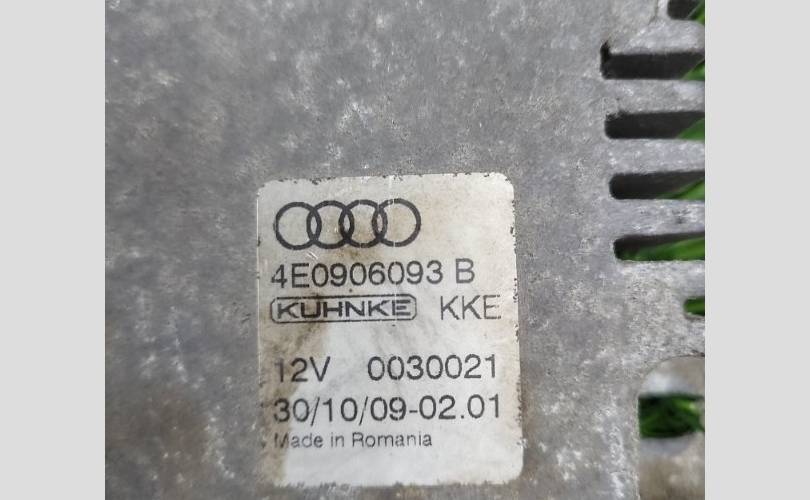 4E0906093 B
KUHNKE KKE
12V 0030021
30/10/09-02.01
Made in Romania